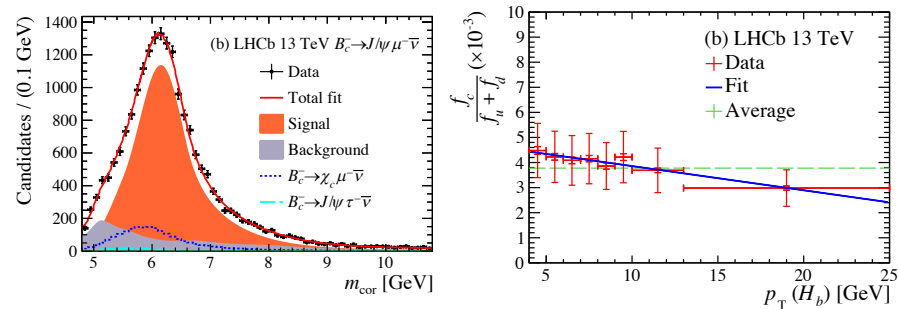 Candidates / (0.1 GeV)
1400
1200
1000
800
600
400
200
0
5 6 7 8 9 10
m_cor [GeV]
(b) LHCb 13 TeV B_c^-→J/ψ μ^- ν̅
Data
Total fit
Signal
Background
B_c^-→χ_c μ^- ν̅
B_c^-→J/ψ τ^- ν̅
f_c / (f_u + f_d) (×10^-3)
10
9
8
7
6
5
4
3
2
1
0
5 10 15 20 25
p_T (H_b) [GeV]
(b) LHCb 13 TeV
Data
Fit
Average